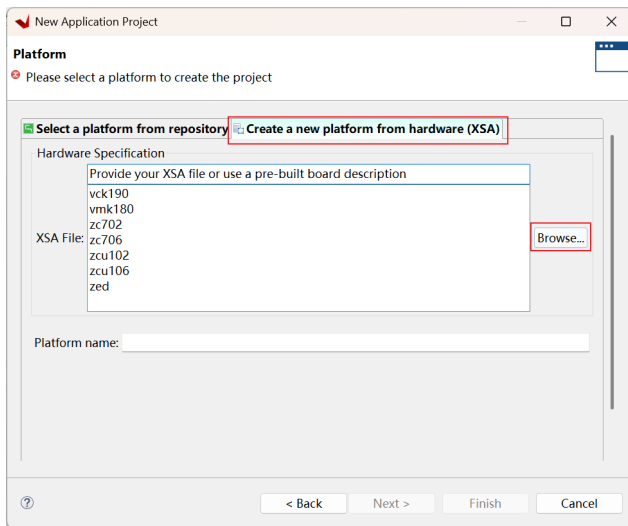 New Application Project
Platform
Please select a platform to create the project
Select a platform from repository
Create a new platform from hardware (XSA)
Hardware Specification
Provide your XSA file or use a pre-built board description
vck190
vmk180
zc702
XSA File:
zc706
Browse...
zcu102
zcu106
zed
Platform name:
< Back
Next >
Finish
Cancel